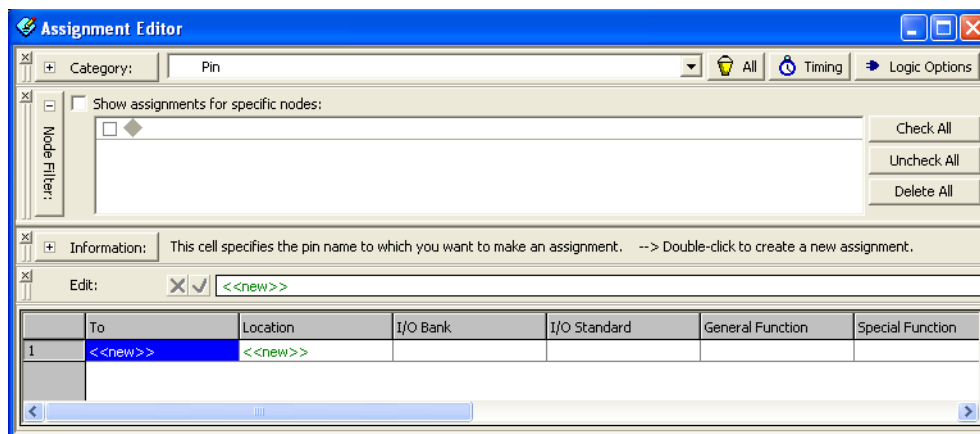 Assignment Editor
Category: Pin All Timing Logic Options
Show assignments for specific nodes:
Node Filter:
Check All
Uncheck All
Delete All
Information: This cell specifies the pin name to which you want to make an assignment. --> Double-click to create a new assignment.
Edit: <<new>>
To Location I/O Bank I/O Standard General Function Special Function
1 <<new>> <<new>>